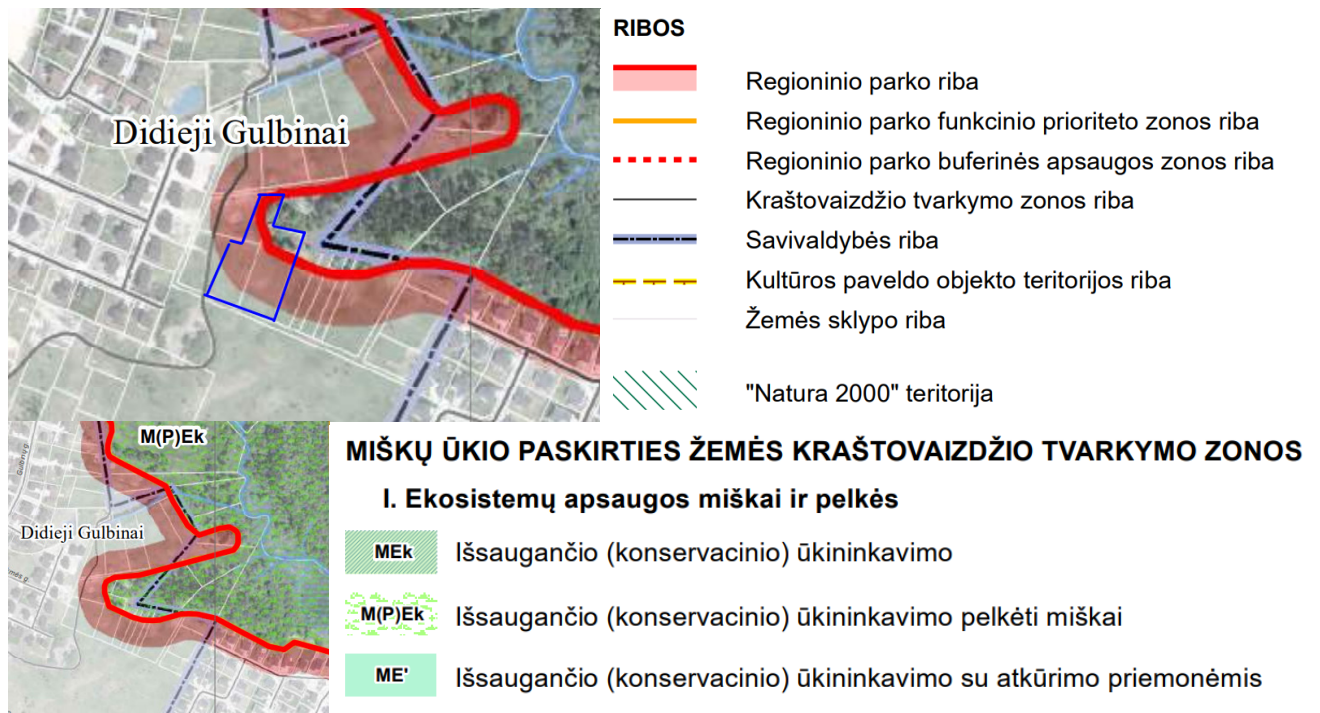 Didieji Gulbinai
RIBOS
Regioninio parko riba
Regioninio parko funkcinio prioriteto zonos riba
Regioninio parko buferinės apsaugos zonos riba
Kraštovaizdžio tvarkymo zonos riba
Savivaldybės riba
Kultūros paveldo objekto teritorijos riba
Žemės sklypo riba
"Natura 2000" teritorija
M(P)Ek
Gulbinų g.
Didieji Gulbinai
MIŠKŲ ŪKIO PASKIRTIES ŽEMĖS KRAŠTOVAIZDŽIO TVARKYMO ZONOS
I. Ekosistemų apsaugos miškai ir pelkės
MEk Išsaugančio (konservacinio) ūkininkavimo
M(P)Ek Išsaugančio (konservacinio) ūkininkavimo pelkėti miškai
ME' Išsaugančio (konservacinio) ūkininkavimo su atkūrimo priemonėmis